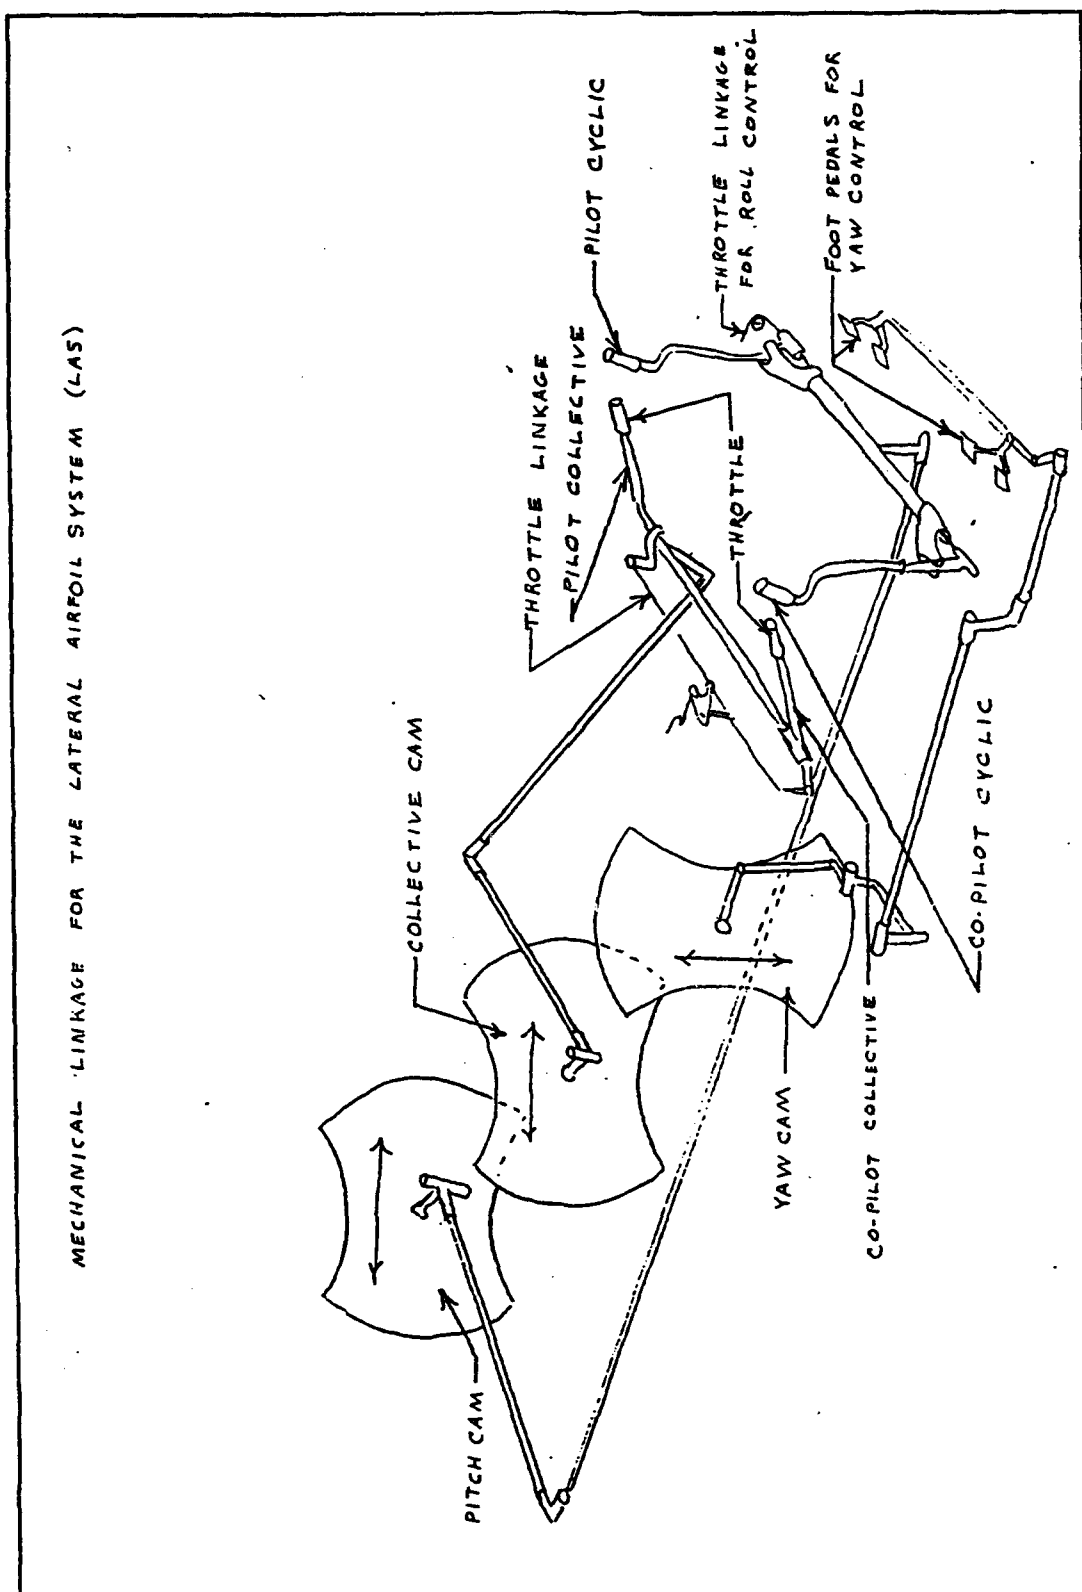 MECHANICAL LINKAGE FOR THE LATERAL AIRFOIL SYSTEM (LAS)
COLLECTIVE CAM
THROTTLE LINKAGE
PILOT COLLECTIVE
PILOT CYCLIC
THROTTLE LINKAGE
FOR ROLL CONTROL
THROTTLE
FOOT PEDALS FOR
YAW CONTROL
PITCH CAM
YAW CAM
CO-PILOT COLLECTIVE
CO-PILOT CYCLIC